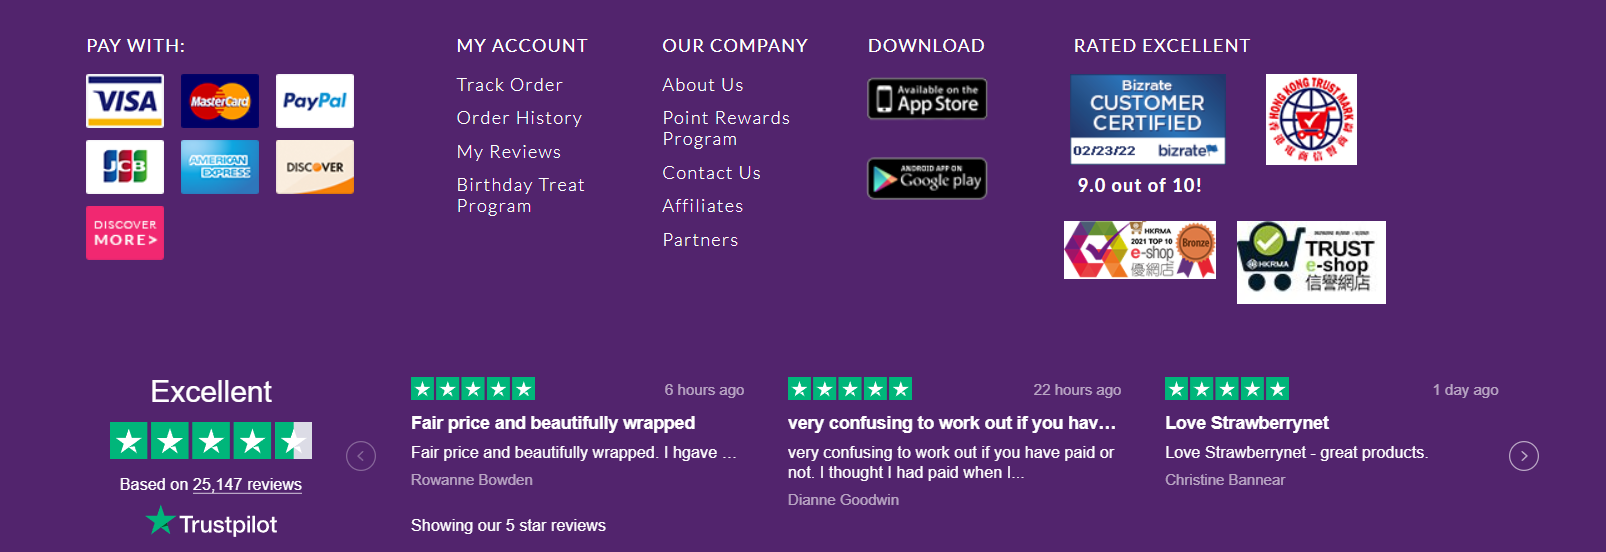 PAY WITH:
VISA
MasterCard
PayPal
JCB
AMERICAN EXPRESS
DISCOVER
DISCOVER
MORE>
MY ACCOUNT
Track Order
Order History
My Reviews
Birthday Treat
Program
OUR COMPANY
About Us
Point Rewards
Program
Contact Us
Affiliates
Partners
DOWNLOAD
Available on the
App Store
ANDROID APP ON
Google play
RATED EXCELLENT
Bizrate
CUSTOMER
CERTIFIED
02/23/22 bizrate
9.0 out of 10!
HONG KONG TRUST MARK
HKRMA
2021 TOP 10
e-shop
優網店
Bronze
HKRMA
TRUST
e-shop
信譽網店
Excellent
Based on 25,147 reviews
Trustpilot
6 hours ago
Fair price and beautifully wrapped
Fair price and beautifully wrapped. I hgave ...
Rowanne Bowden
22 hours ago
very confusing to work out if you hav...
very confusing to work out if you have paid or
not. I thought I had paid when I...
Dianne Goodwin
1 day ago
Love Strawberrynet
Love Strawberrynet - great products.
Christine Bannear
Showing our 5 star reviews